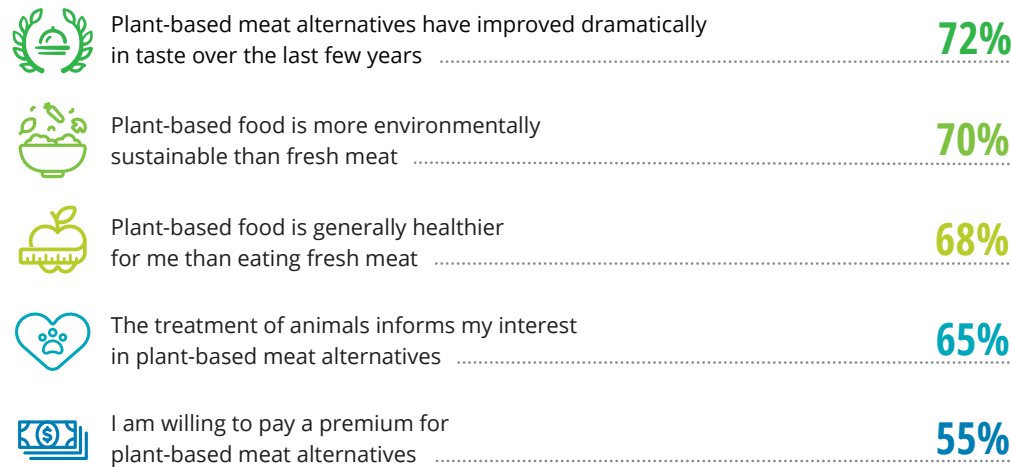 Plant-based meat alternatives have improved dramatically
in taste over the last few years 72%
Plant-based food is more environmentally
sustainable than fresh meat 70%
Plant-based food is generally healthier
for me than eating fresh meat 68%
The treatment of animals informs my interest
in plant-based meat alternatives 65%
I am willing to pay a premium for
plant-based meat alternatives 55%